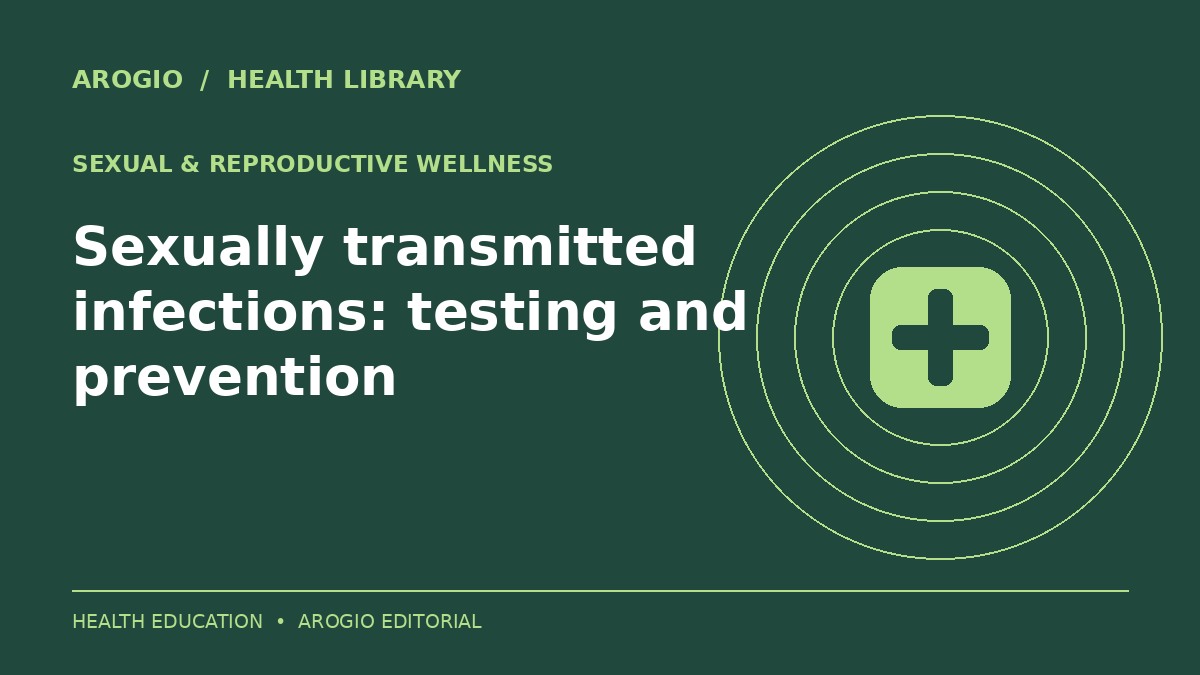 AROGIO / HEALTH LIBRARY
SEXUAL & REPRODUCTIVE WELLNESS
Sexually transmitted
infections: testing and
prevention
HEALTH EDUCATION • AROGIO EDITORIAL